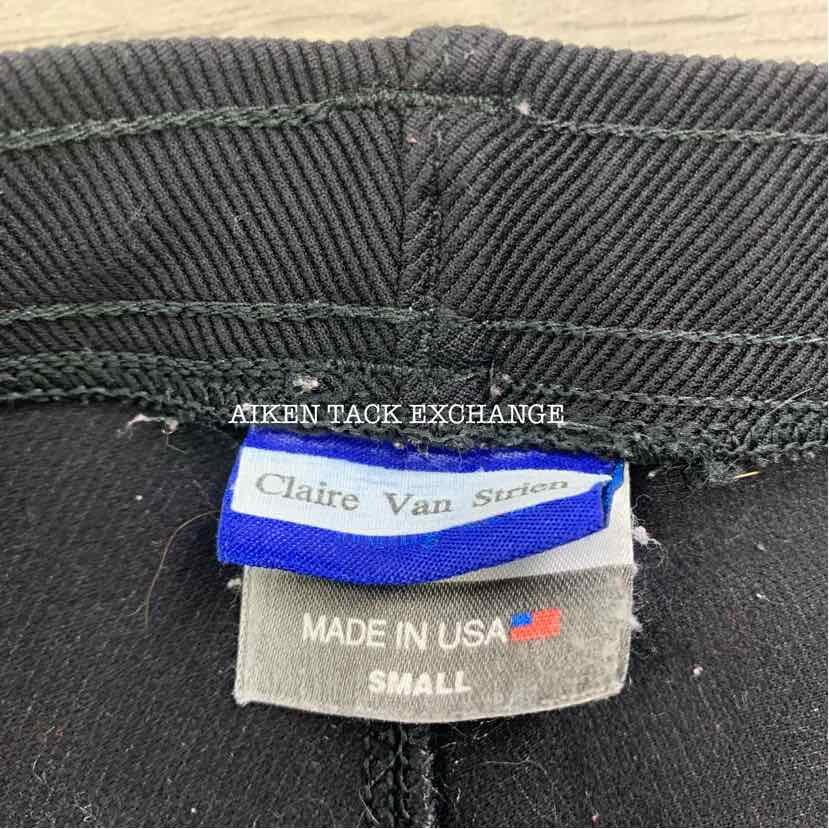 AIKEN TACK EXCHANGE
Claire Van Strien
MADE IN USA
SMALL